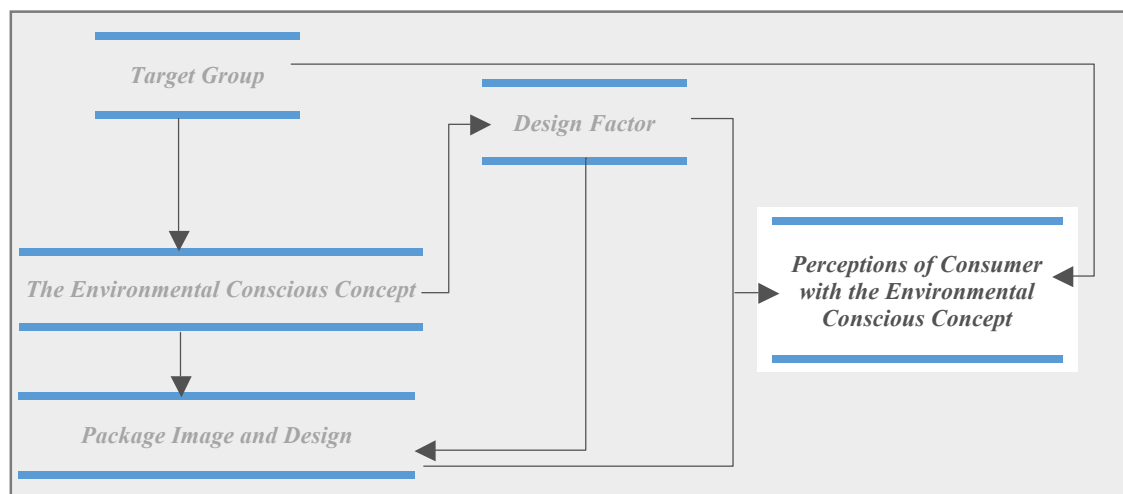 Target Group
Design Factor
The Environmental Conscious Concept
Perceptions of Consumer
with the Environmental
Conscious Concept
Package Image and Design